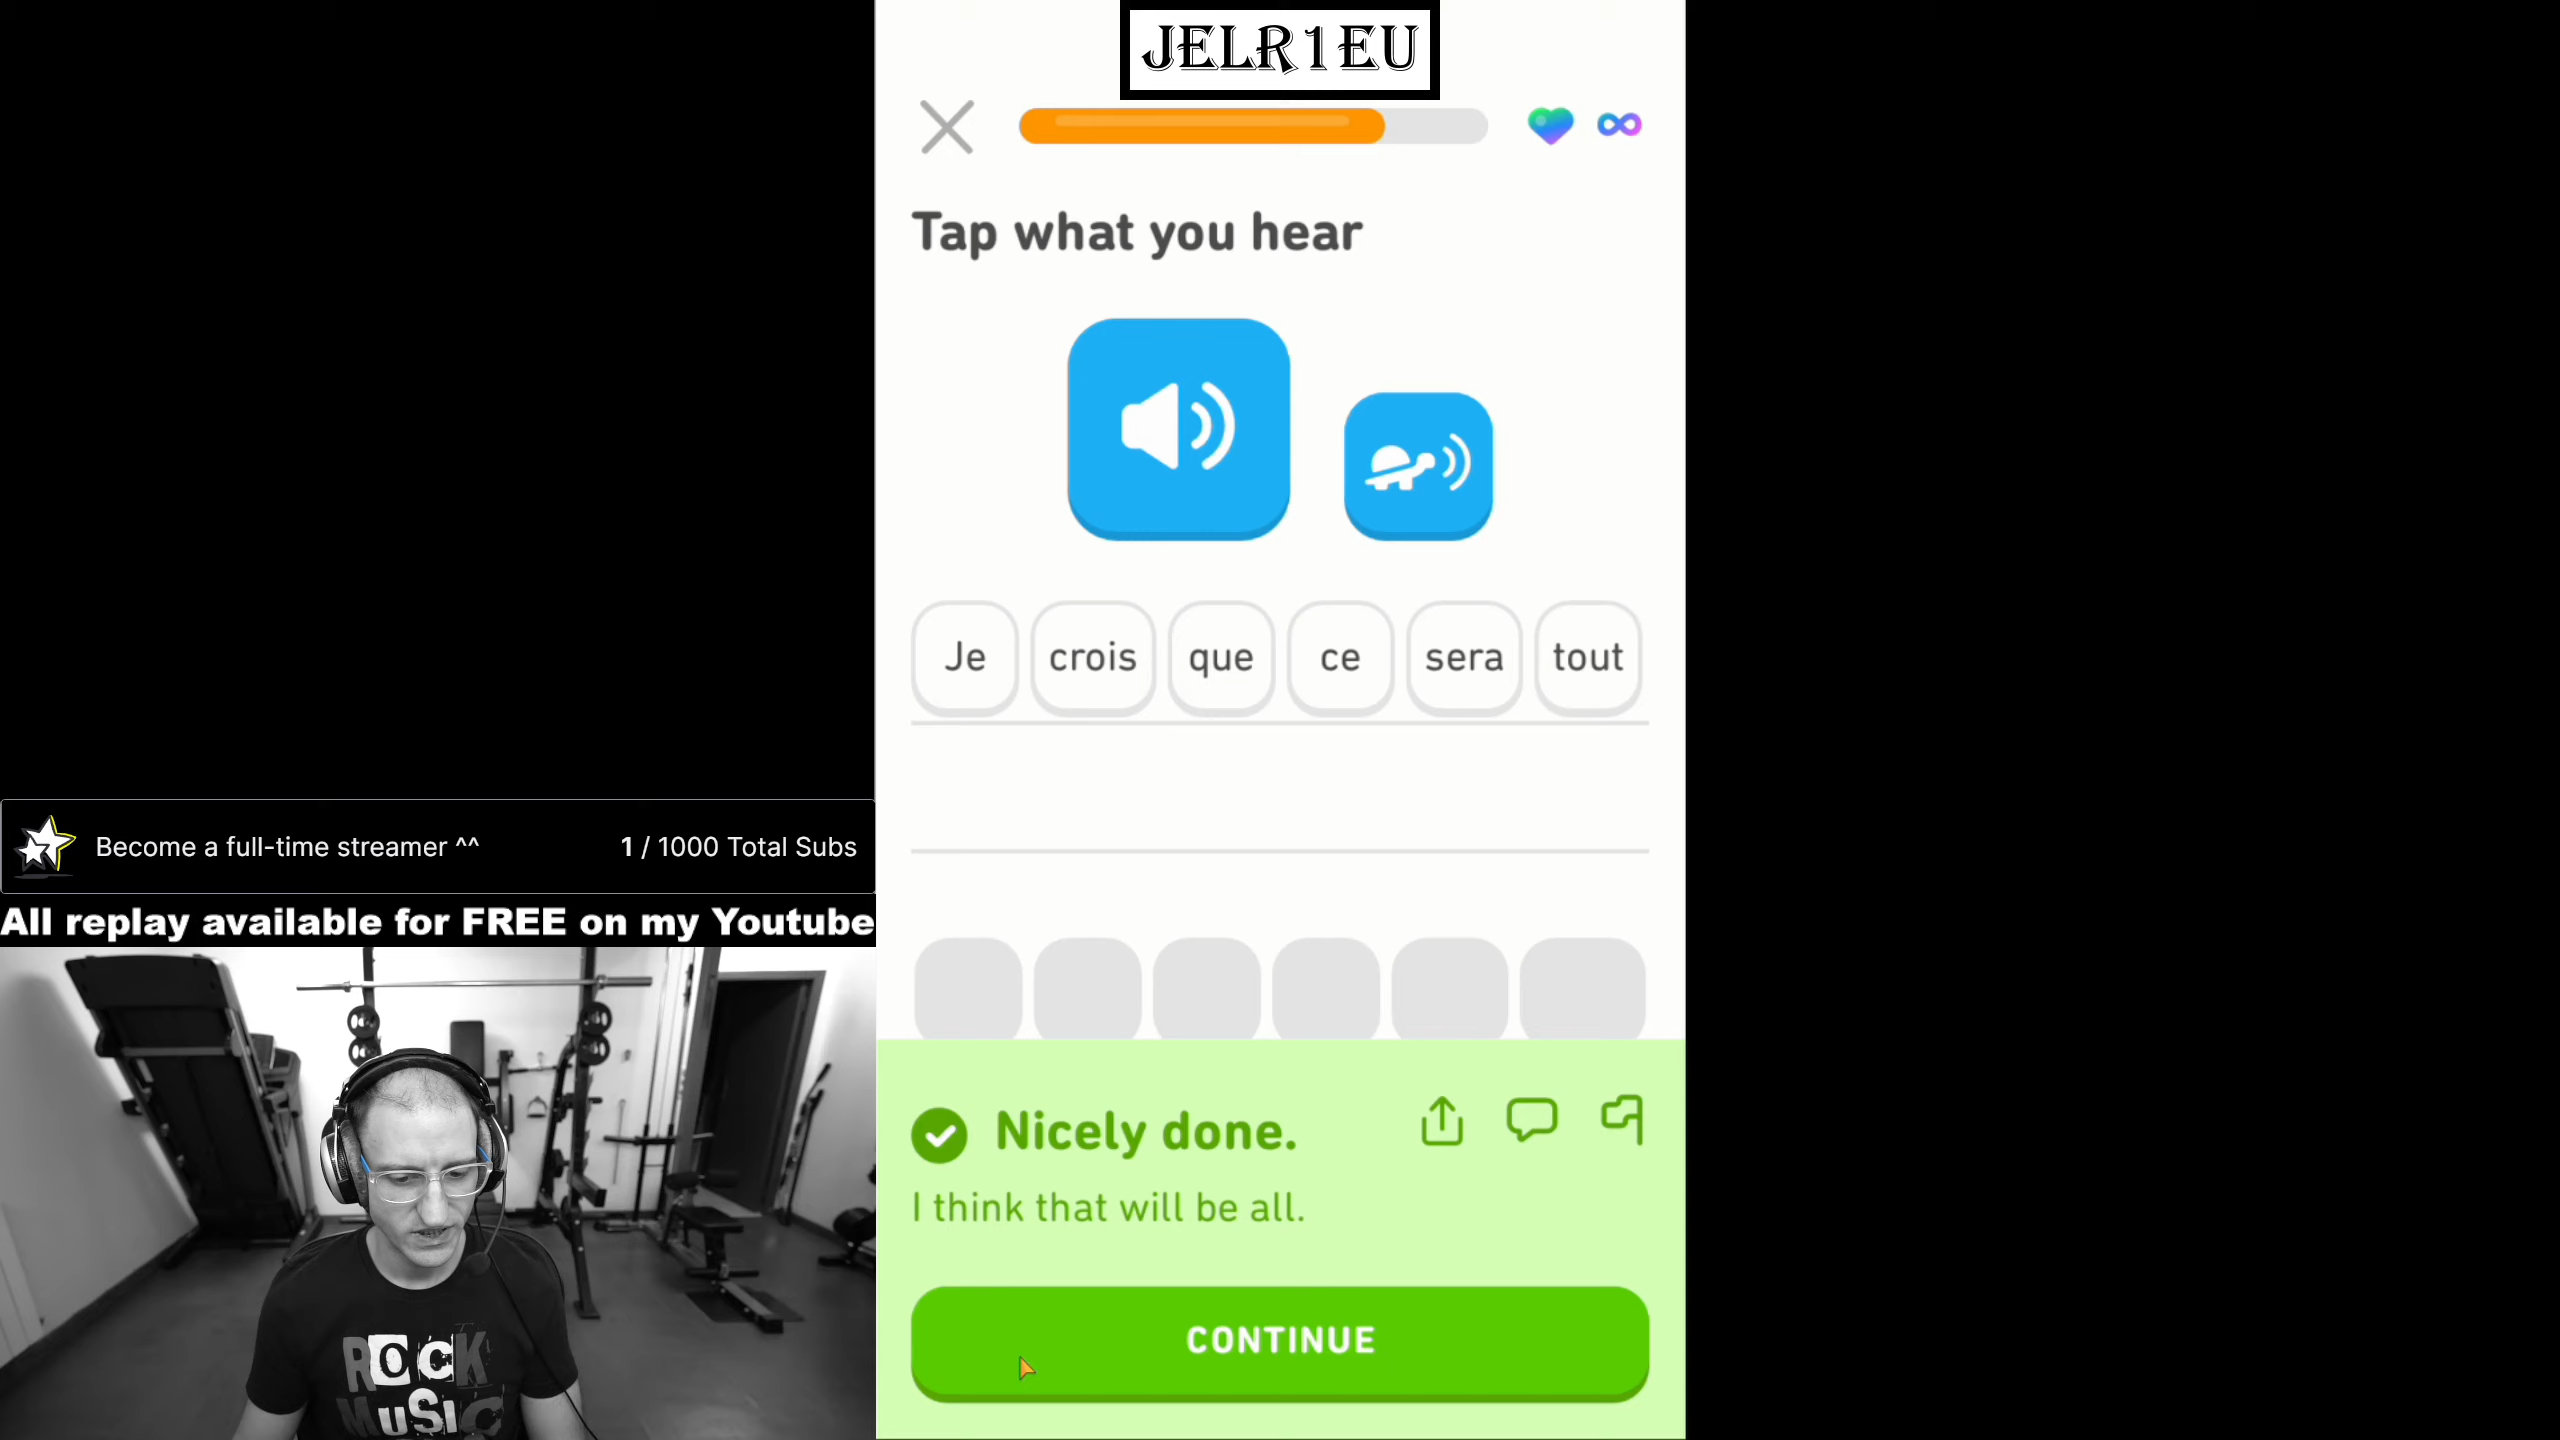 JELR1EU
Tap what you hear
Je crois que ce sera tout
Become a full-time streamer ^^ 1 / 1000 Total Subs
All replay available for FREE on my Youtube
Nicely done.
I think that will be all.
CONTINUE
ROCK
MUSIC